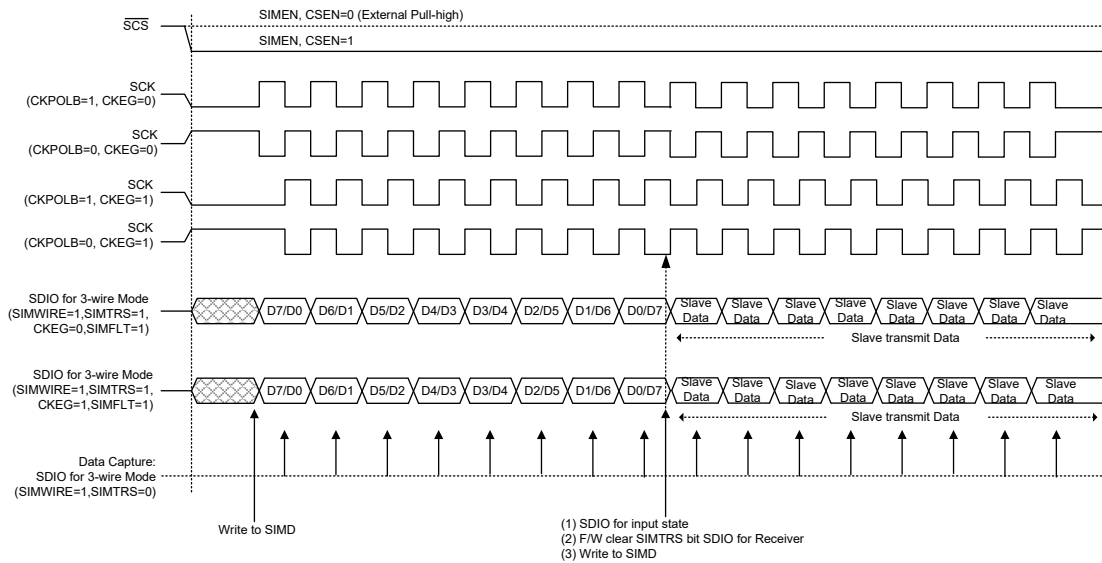 SCS
SIMEN, CSEN=0 (External Pull-high)
SIMEN, CSEN=1
SCK
(CKPOLB=1, CKEG=0)
SCK
(CKPOLB=0, CKEG=0)
SCK
(CKPOLB=1, CKEG=1)
SCK
(CKPOLB=0, CKEG=1)
SDIO for 3-wire Mode
(SIMWIRE=1,SIMTRS=1,
CKEG=0,SIMFLT=1)
D7/D0 D6/D1 D5/D2 D4/D3 D3/D4 D2/D5 D1/D6 D0/D7
Slave Slave Slave Slave Slave Slave Slave Slave
Data Data Data Data Data Data Data Data
Slave transmit Data
SDIO for 3-wire Mode
(SIMWIRE=1,SIMTRS=1,
CKEG=1,SIMFLT=1)
D7/D0 D6/D1 D5/D2 D4/D3 D3/D4 D2/D5 D1/D6 D0/D7
Slave Slave Slave Slave Slave Slave Slave Slave
Data Data Data Data Data Data Data Data
Slave transmit Data
Data Capture:
SDIO for 3-wire Mode
(SIMWIRE=1,SIMTRS=0)
Write to SIMD
(1) SDIO for input state
(2) F/W clear SIMTRS bit SDIO for Receiver
(3) Write to SIMD